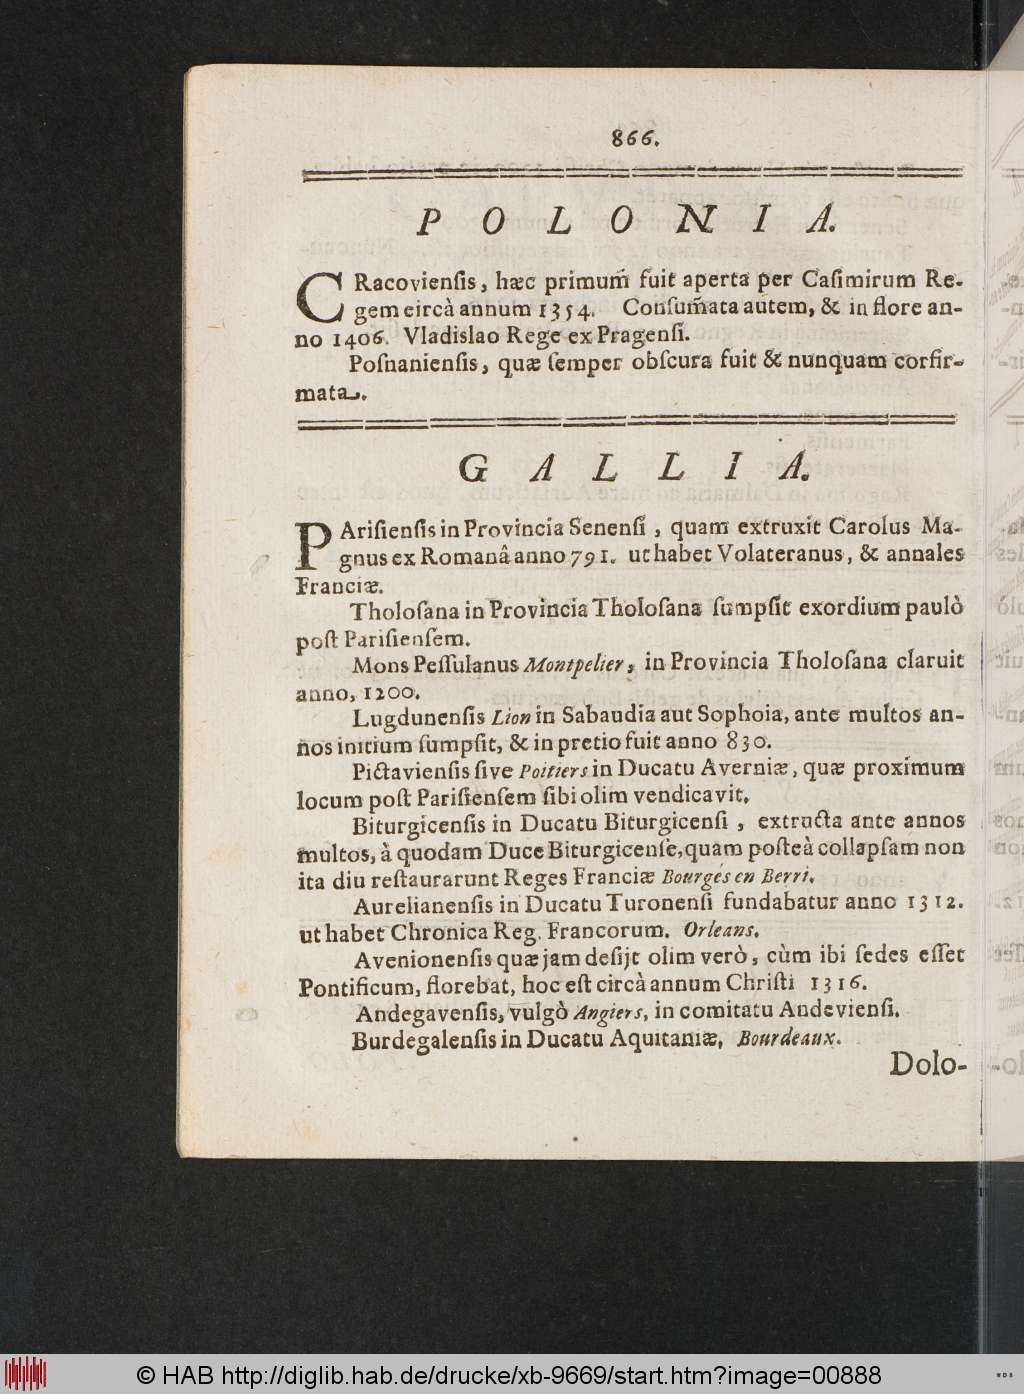 866.
POLONIA.
CRacoviensis, hæc primum̃ fuit aperta per Casimirum Re-
gem eircà annum 1354. Consum̃ata autem, & in flore an-
no 1406. Vladislao Rege ex Pragensi.
Posnaniensis, quæ semper obscura fuit & nunquam corfir-
mata.
GALLIA.
PArisiensis in Provincia Senensi, quam extruxit Carolus Ma-
gnus ex Romanâ anno 791. ut habet Volateranus, & annales
Franciæ.
Tholosana in Provincia Tholosana sumpsit exordium paulò
post Parisiensem.
Mons Pessulanus Montpelier, in Provincia Tholosana claruit
anno, 1200.
Lugdunensis Lion in Sabaudia aut Sophoia, ante multos an-
nos initium sumpsit, & in pretio fuit anno 830.
Pictaviensis sive Poitiers in Ducatu Averniæ, quæ proximum
locum post Parisiensem sibi olim vendicavit.
Biturgicensis in Ducatu Biturgicensi, extructa ante annos
multos, à quodam Duce Biturgicense, quam posteà collapsam non
ita diu restaurarunt Reges Franciæ Bourges en Berri.
Aurelianensis in Ducatu Turonensi fundabatur anno 1312.
ut habet Chronica Reg. Francorum. Orleans.
Avenionensis quæ jam desijt olim verò, cùm ibi sedes esset
Pontificum, florebat, hoc est circà annum Christi 1316.
Andegavensis, vulgò Angiers, in comitatu Andeviensi.
Burdegalensis in Ducatu Aquitaniæ, Bourdeaux.
Dolo-
© HAB http://diglib.hab.de/drucke/xb-9669/start.htm?image=00888